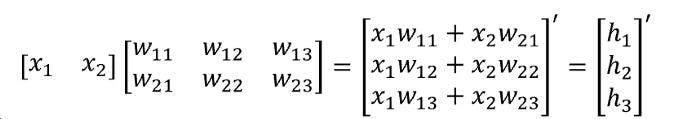 [x₁ x₂] [w₁₁ w₁₂ w₁₃; w₂₁ w₂₂ w₂₃] = [x₁w₁₁ + x₂w₂₁; x₁w₁₂ + x₂w₂₂; x₁w₁₃ + x₂w₂₃]′ = [h₁; h₂; h₃]′